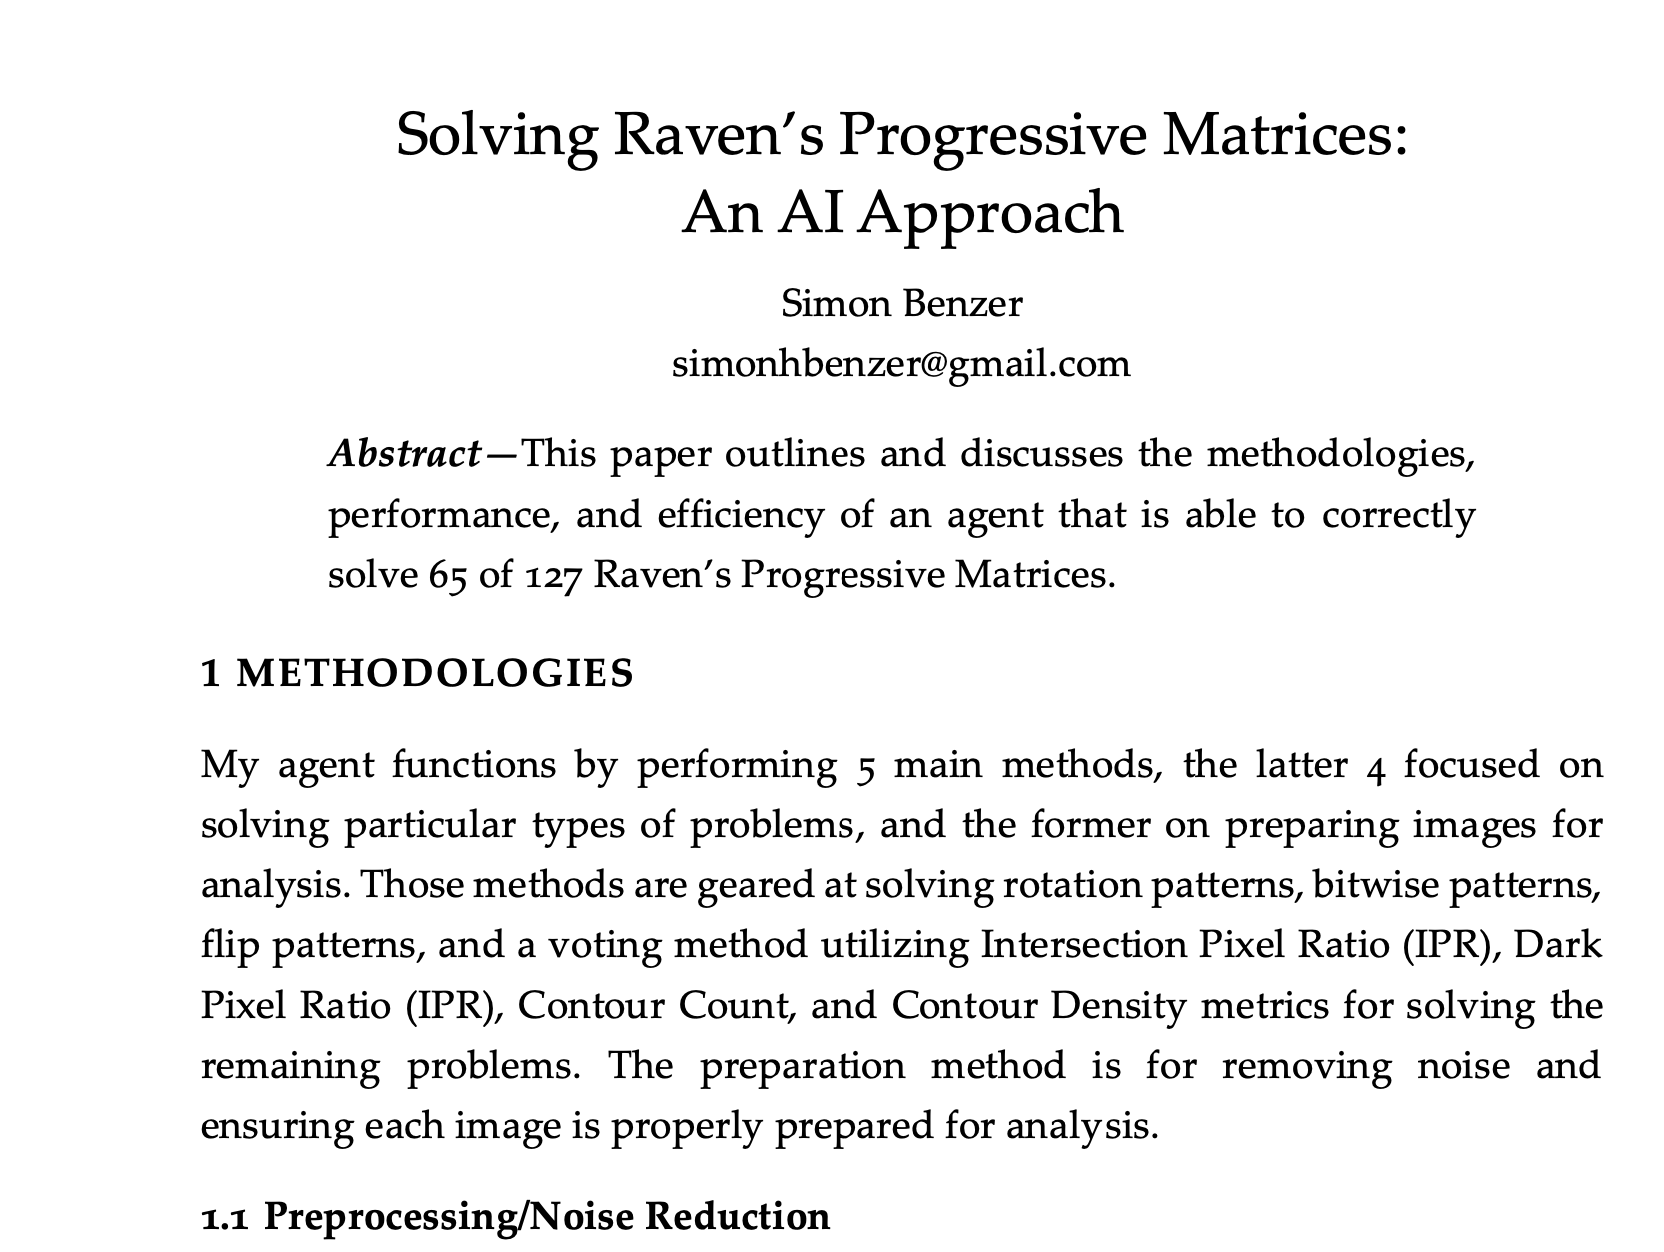 Solving Raven’s Progressive Matrices:
An AI Approach
Simon Benzer
simonhbenzer@gmail.com
Abstract—This paper outlines and discusses the methodologies,
performance, and efficiency of an agent that is able to correctly
solve 65 of 127 Raven’s Progressive Matrices.
1 METHODOLOGIES
My agent functions by performing 5 main methods, the latter 4 focused on
solving particular types of problems, and the former on preparing images for
analysis. Those methods are geared at solving rotation patterns, bitwise patterns,
flip patterns, and a voting method utilizing Intersection Pixel Ratio (IPR), Dark
Pixel Ratio (IPR), Contour Count, and Contour Density metrics for solving the
remaining problems. The preparation method is for removing noise and
ensuring each image is properly prepared for analysis.
1.1 Preprocessing/Noise Reduction